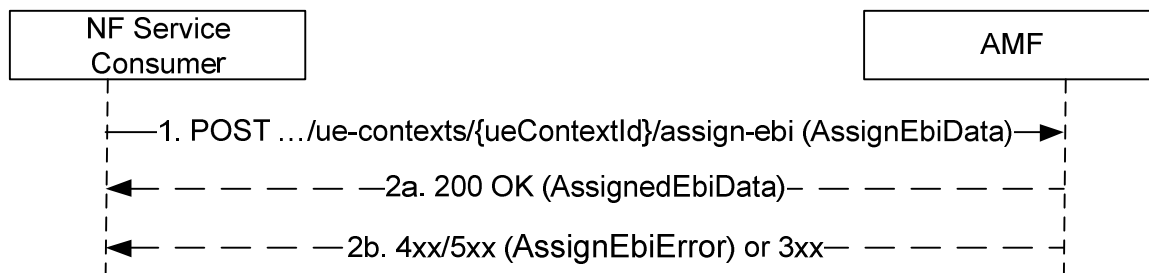 NF Service
Consumer
AMF
1. POST …/ue-contexts/{ueContextId}/assign-ebi (AssignEbiData)
2a. 200 OK (AssignedEbiData)
2b. 4xx/5xx (AssignEbiError) or 3xx